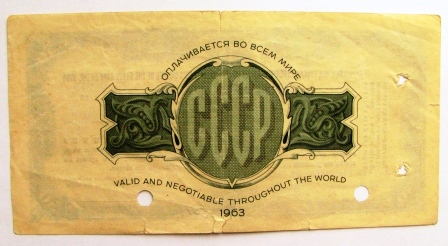 ОПЛАЧИВАЕТСЯ ВО ВСЕМ МИРЕ
СССР
VALID AND NEGOTIABLE THROUGHOUT THE WORLD
1963